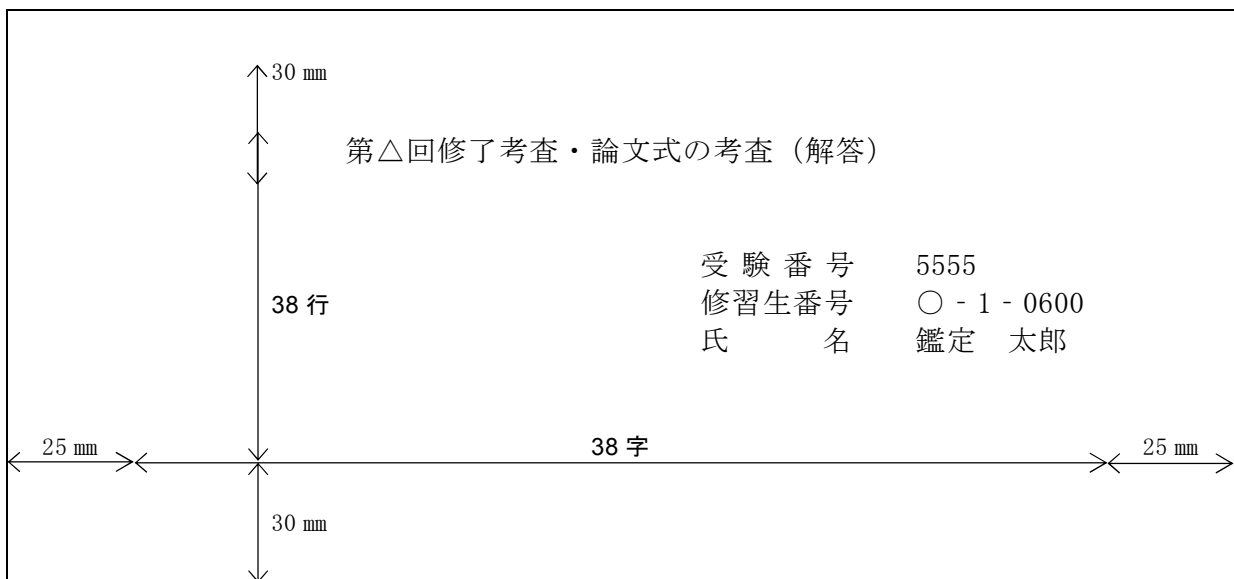 30 ㎜
第△回修了考査・論文式の考査（解答）
受 験 番 号　　5555
修習生番号　　○‐1‐0600
氏　　　名　　鑑定　太郎
38 行
25 ㎜
38 字
25 ㎜
30 ㎜